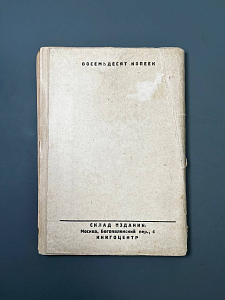 ВОСЕМЬДЕСЯТ КОПЕЕК
СКЛАД ИЗДАНИЯ:
Москва, Богоявленский пер., 4
КНИГОЦЕНТР